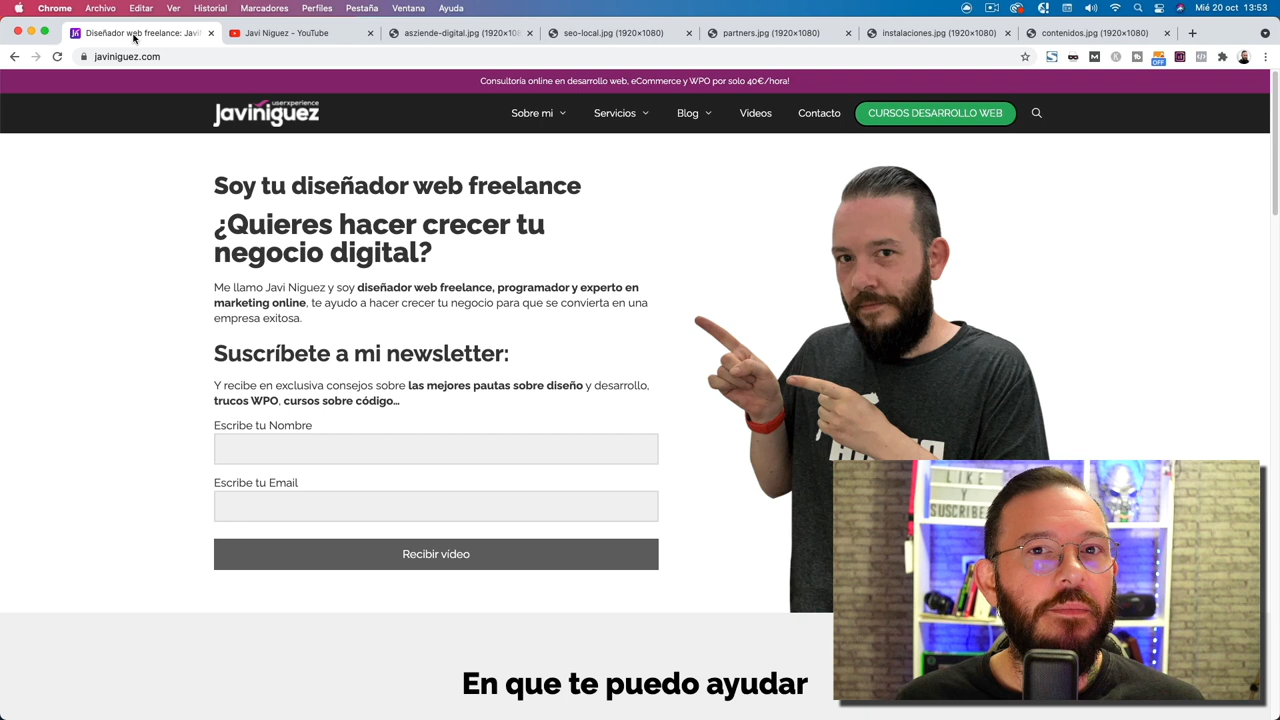 Chrome Archivo Editar Ver Historial Marcadores Perfiles Pestaña Ventana Ayuda
Mié 20 oct 13:53
Diseñador web freelance: Javi
Javi Niguez - YouTube
asziende-digital.jpg (1920×108
seo-local.jpg (1920×1080)
partners.jpg (1920×1080)
instalaciones.jpg (1920×1080)
contenidos.jpg (1920×1080)
javiniguez.com
OFF
Consultoría online en desarrollo web, eCommerce y WPO por solo 40€/hora!
userxperience
javiniguez
Sobre mi Servicios Blog Videos Contacto CURSOS DESARROLLO WEB
Soy tu diseñador web freelance
¿Quieres hacer crecer tu
negocio digital?
Me llamo Javi Niguez y soy diseñador web freelance, programador y experto en
marketing online, te ayudo a hacer crecer tu negocio para que se convierta en una
empresa exitosa.
Suscríbete a mi newsletter:
Y recibe en exclusiva consejos sobre las mejores pautas sobre diseño y desarrollo,
trucos WPO, cursos sobre código...
Escribe tu Nombre
Escribe tu Email
Recibir vídeo
LIKE
Y
SUSCRIBE
En que te puedo ayudar